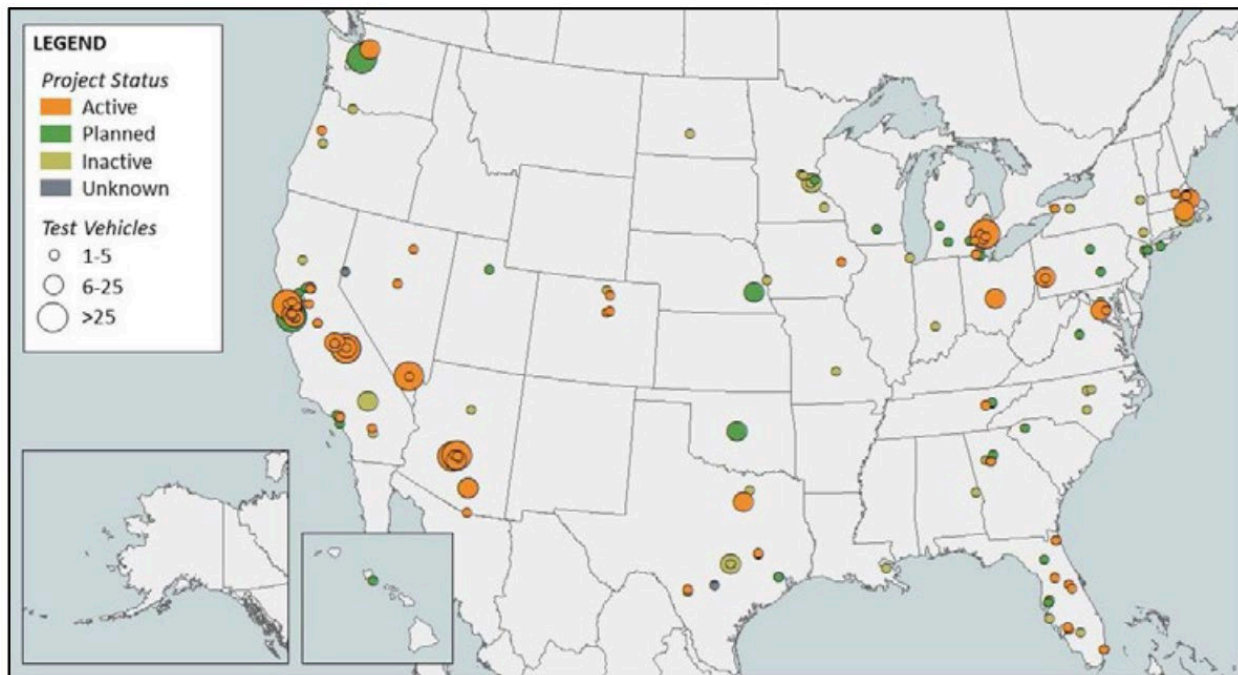 LEGEND
Project Status
Active
Planned
Inactive
Unknown
Test Vehicles
1-5
6-25
>25